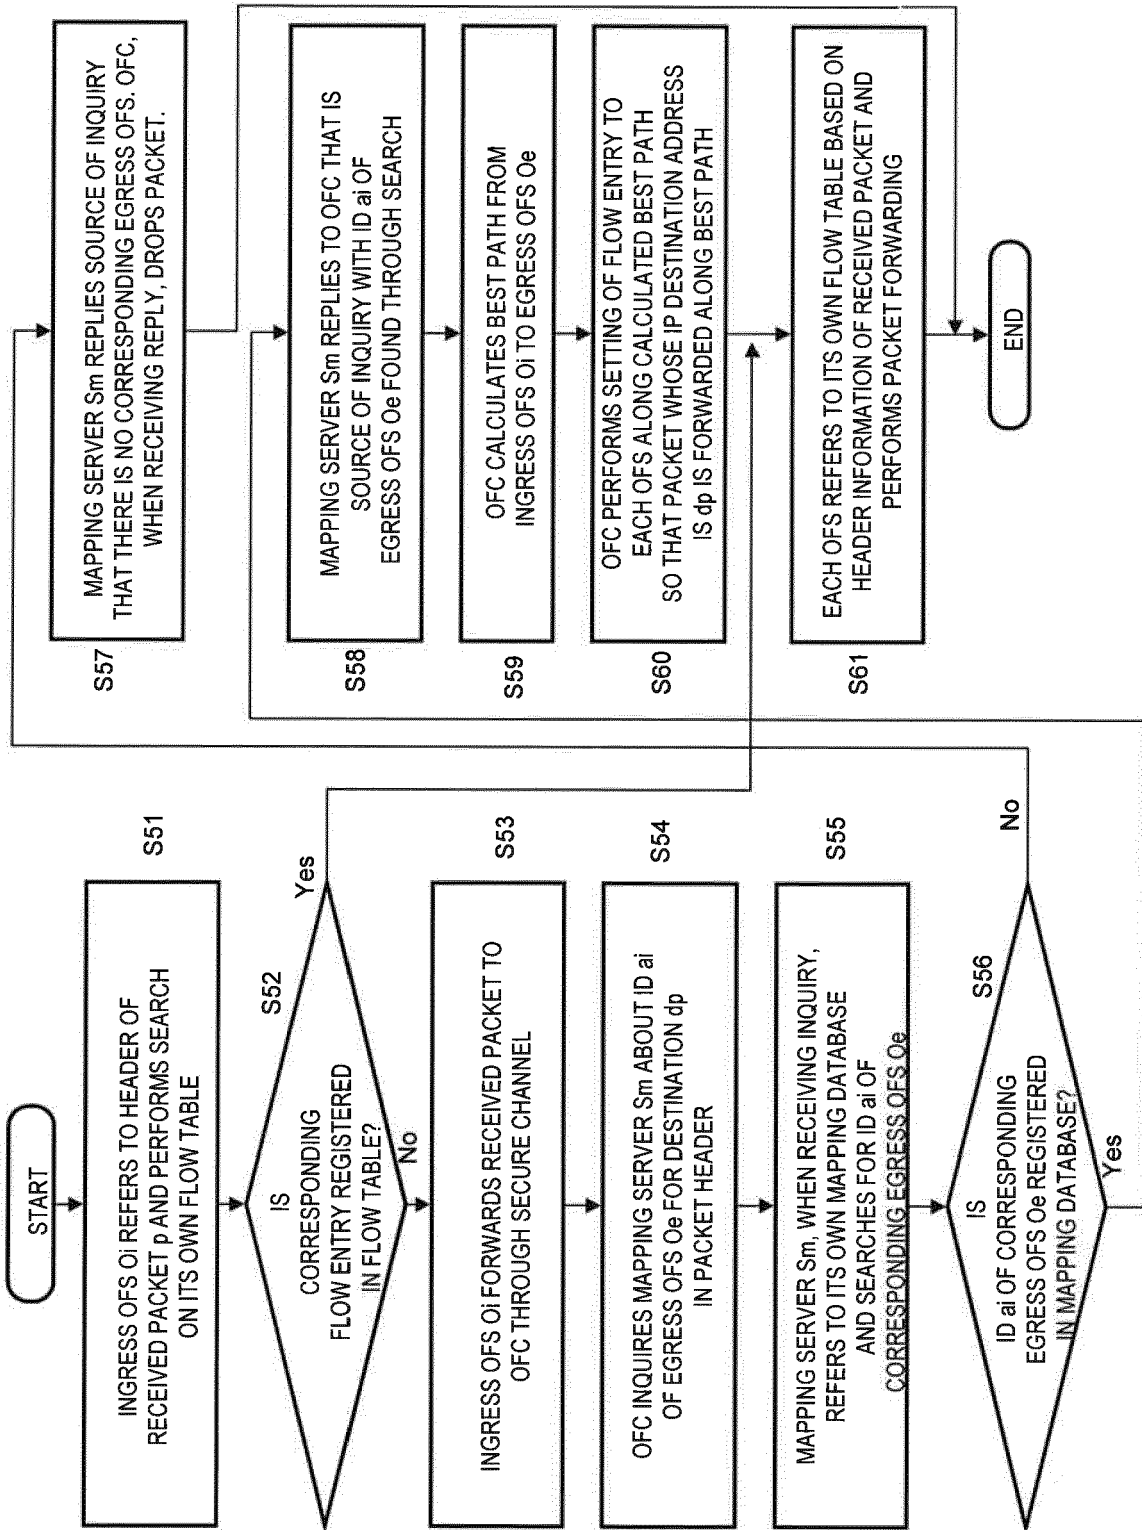 START
S51
INGRESS OFS Oi REFERS TO HEADER OF
RECEIVED PACKET p AND PERFORMS SEARCH
ON ITS OWN FLOW TABLE
S52
IS
CORRESPONDING
FLOW ENTRY REGISTERED
IN FLOW TABLE?
Yes
No
S53
INGRESS OFS Oi FORWARDS RECEIVED PACKET TO
OFC THROUGH SECURE CHANNEL
S54
OFC INQUIRES MAPPING SERVER Sm ABOUT ID ai
OF EGRESS OFS Oe FOR DESTINATION dp
IN PACKET HEADER
S55
MAPPING SERVER Sm, WHEN RECEIVING INQUIRY,
REFERS TO ITS OWN MAPPING DATABASE
AND SEARCHES FOR ID ai OF
CORRESPONDING EGRESS OFS Oe
S56
IS
ID ai OF CORRESPONDING
EGRESS OFS Oe REGISTERED
IN MAPPING DATABASE?
No
Yes
S57
MAPPING SERVER Sm REPLIES SOURCE OF INQUIRY
THAT THERE IS NO CORRESPONDING EGRESS OFS. OFC,
WHEN RECEIVING REPLY, DROPS PACKET.
S58
MAPPING SERVER Sm REPLIES TO OFC THAT IS
SOURCE OF INQUIRY WITH ID ai OF
EGRESS OFS Oe FOUND THROUGH SEARCH
S59
OFC CALCULATES BEST PATH FROM
INGRESS OFS Oi TO EGRESS OFS Oe
S60
OFC PERFORMS SETTING OF FLOW ENTRY TO
EACH OFS ALONG CALCULATED BEST PATH
SO THAT PACKET WHOSE IP DESTINATION ADDRESS
IS dp IS FORWARDED ALONG BEST PATH
S61
EACH OFS REFERS TO ITS OWN FLOW TABLE BASED ON
HEADER INFORMATION OF RECEIVED PACKET AND
PERFORMS PACKET FORWARDING
END